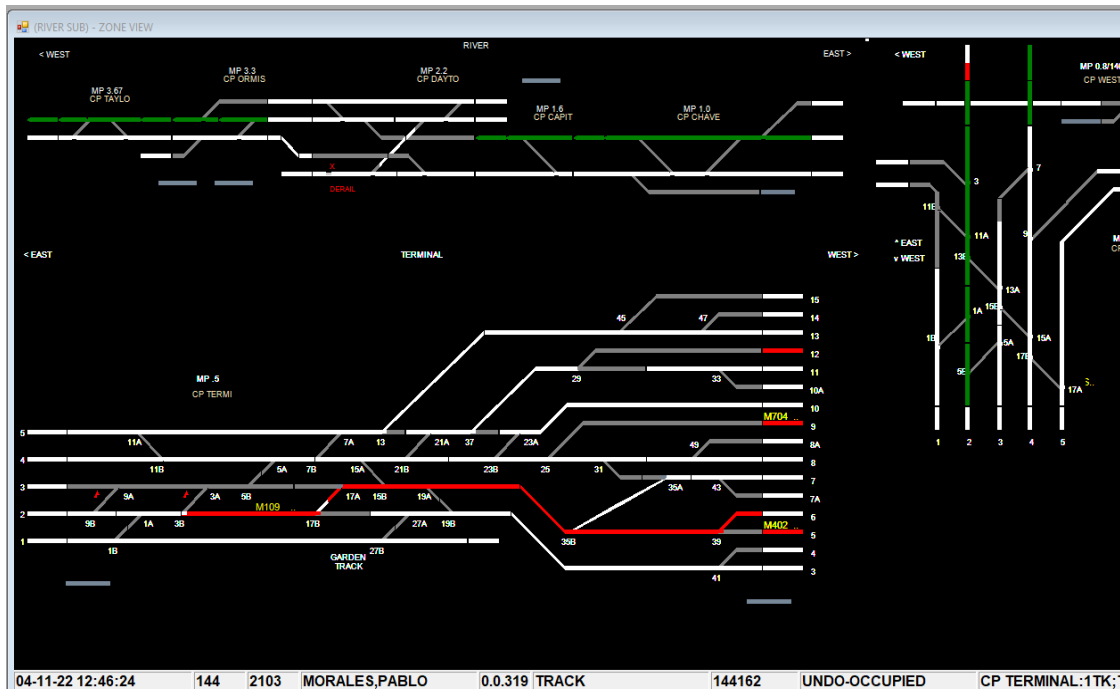 (RIVER SUB) - ZONE VIEW
RIVER
< WEST
EAST >
MP 3.67
CP TAYLO
MP 3.3
CP ORMIS
MP 2.2
CP DAYTO
MP 1.6
CP CAPIT
MP 1.0
CP CHAVE
X
DERAIL
< WEST
MP 0.8/140
CP WEST
3
7
11B
11A
9
^ EAST
v WEST
13B
13A
1A
15B
1B
5A
15A
5B
17B
17A
S..
1
2
3
4
5
< EAST
TERMINAL
WEST >
15
45
47
14
13
12
MP .5
CP TERMI
29
11
33
10A
10
M704 ..
9
5
11A
7A
13
21A
37
23A
49
8A
4
11B
5A
7B
15A
21B
23B
25
31
8
7
3
9A
3A
5B
17A
15B
19A
35A
43
7A
M109 ..
2
9B
1A
3B
17B
27A
19B
6
M402 ..
5
1
1B
GARDEN
TRACK
27B
35B
39
4
41
3
04-11-22 12:46:24
144
2103
MORALES,PABLO
0.0.319
TRACK
144162
UNDO-OCCUPIED
CP TERMINAL:1TK;